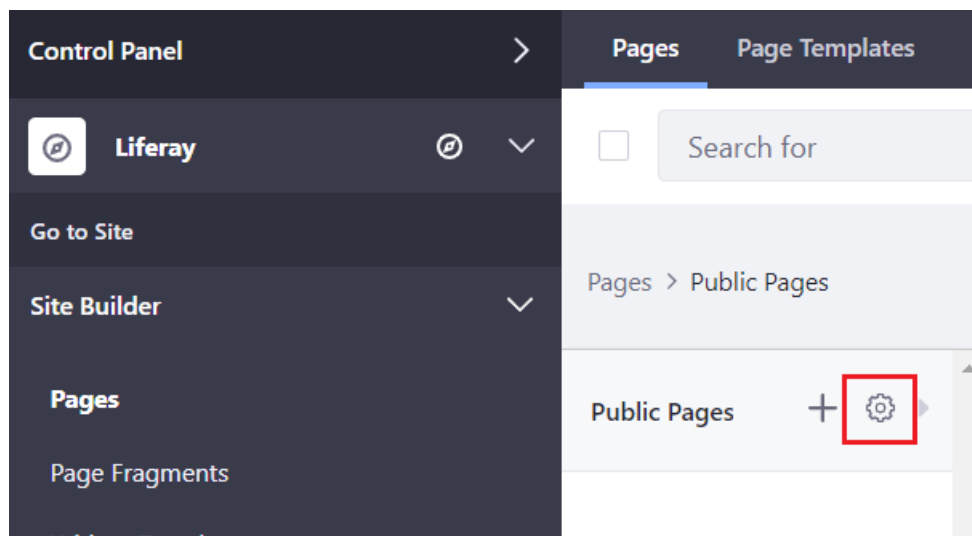 Control Panel
Liferay
Go to Site
Site Builder
Pages
Page Fragments
Pages Page Templates
Search for
Pages > Public Pages
Public Pages